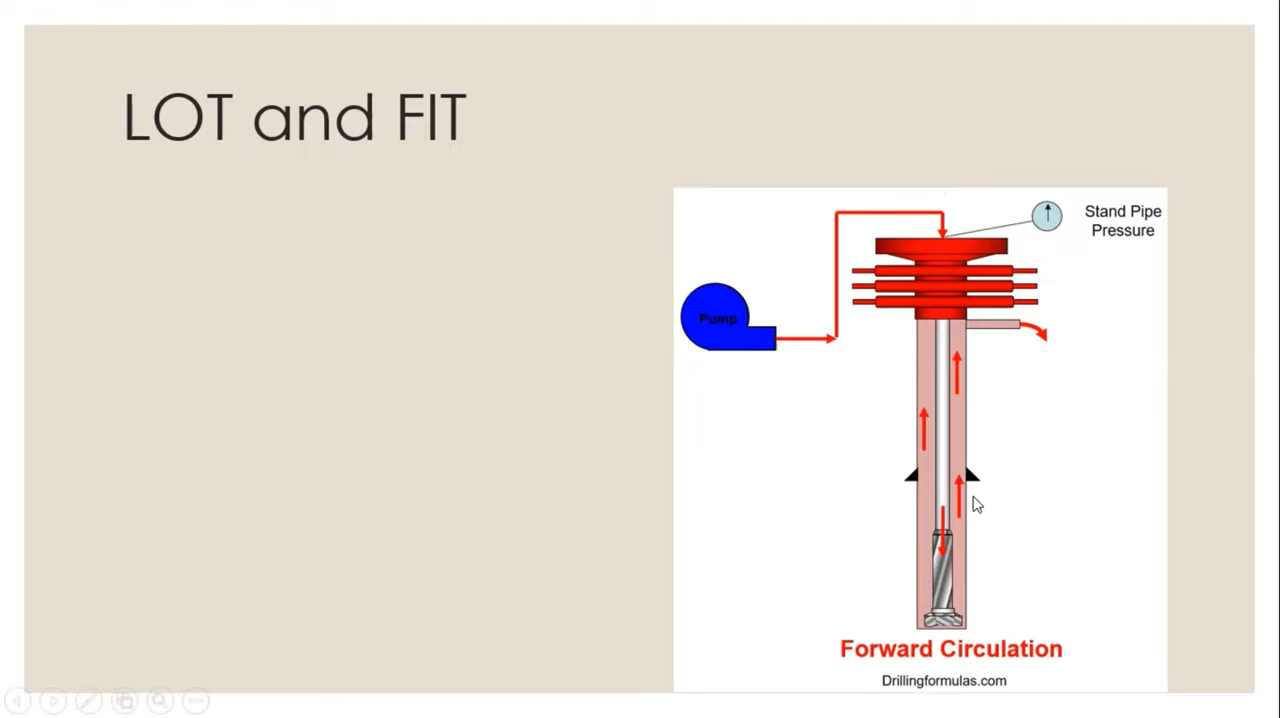 LOT and FIT
Stand Pipe
Pressure
Pump
Forward Circulation
Drillingformulas.com